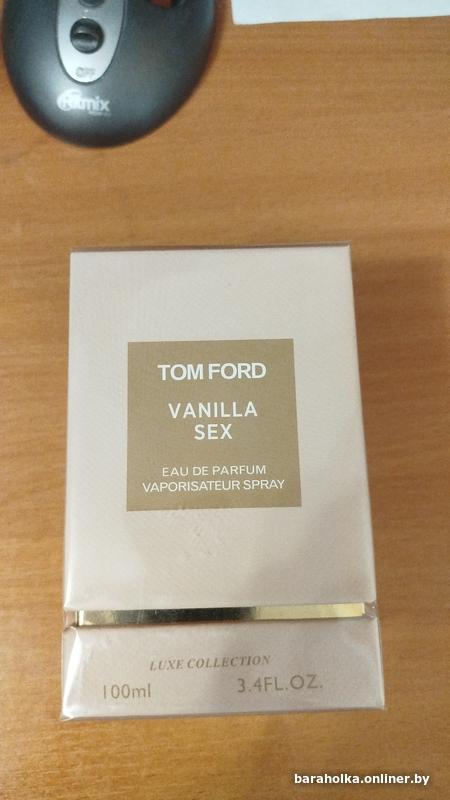 OFF
Ritmix
TOM FORD
VANILLA
SEX
EAU DE PARFUM
VAPORISATEUR SPRAY
LUXE COLLECTION
100ml 3.4FL.OZ.
baraholka.onliner.by